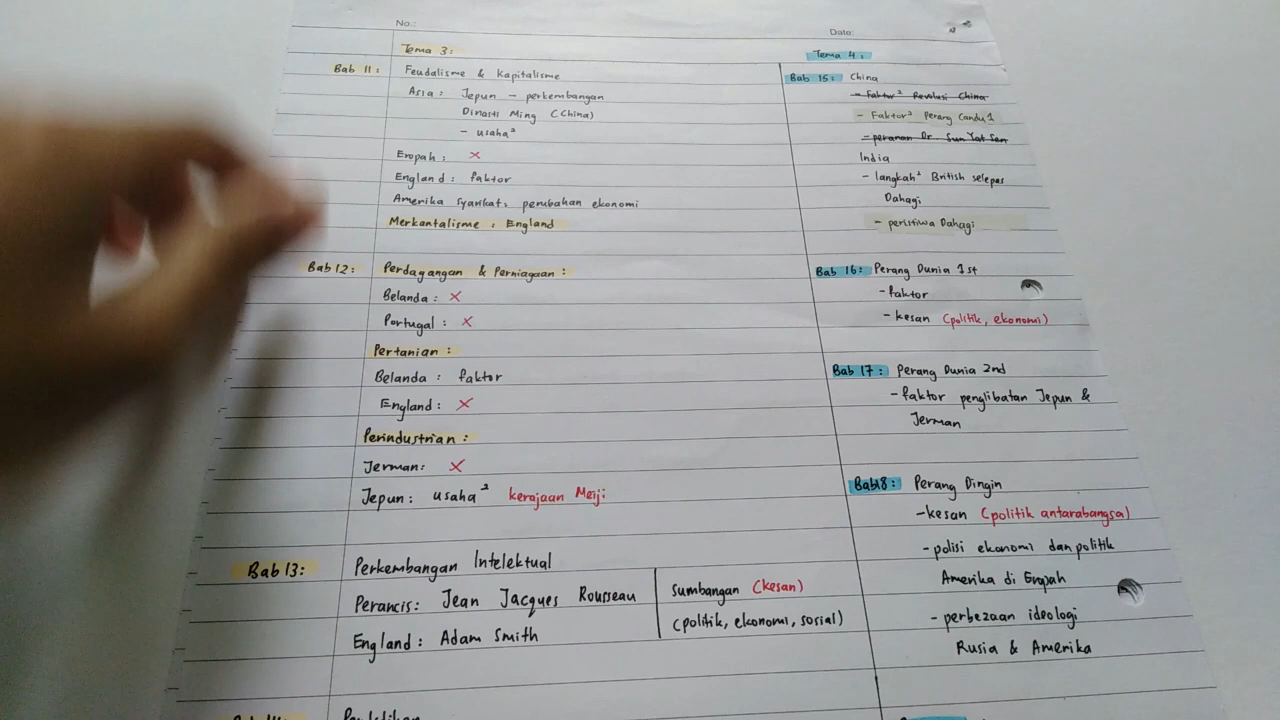 No.:
Date:
Tema 3:
Bab 11: Feudalisme & Kapitalisme
Asia: Jepun - perkembangan
Dinasti Ming (China)
- usaha²
Eropah: X
England: faktor
Amerika Syarikat: perubahan ekonomi
Merkantalisme: England
Bab 12: Perdagangan & Perniagaan:
Belanda: X
Portugal: X
Pertanian:
Belanda: faktor
England: X
Perindustrian:
Jerman: X
Jepun: usaha² kerajaan Meiji
Bab 13: Perkembangan Intelektual
Perancis: Jean Jacques Rousseau
England: Adam Smith
sumbangan (kesan)
(politik, ekonomi, sosial)
Tema 4:
Bab 15: China
- Faktor² Revolusi China
- Faktor² Perang Candu 1
- peranan Dr. Sun Yat Sen
India
- langkah² British selepas
Dahagi
- peristiwa Dahagi
Bab 16: Perang Dunia 1st
- faktor
- kesan (politik, ekonomi)
Bab 17: Perang Dunia 2nd
- faktor penglibatan Jepun &
Jerman
Bab 18: Perang Dingin
- kesan (politik antarabangsa)
- polisi ekonomi dan politik
Amerika di Eropah
- perbezaan ideologi
Rusia & Amerika